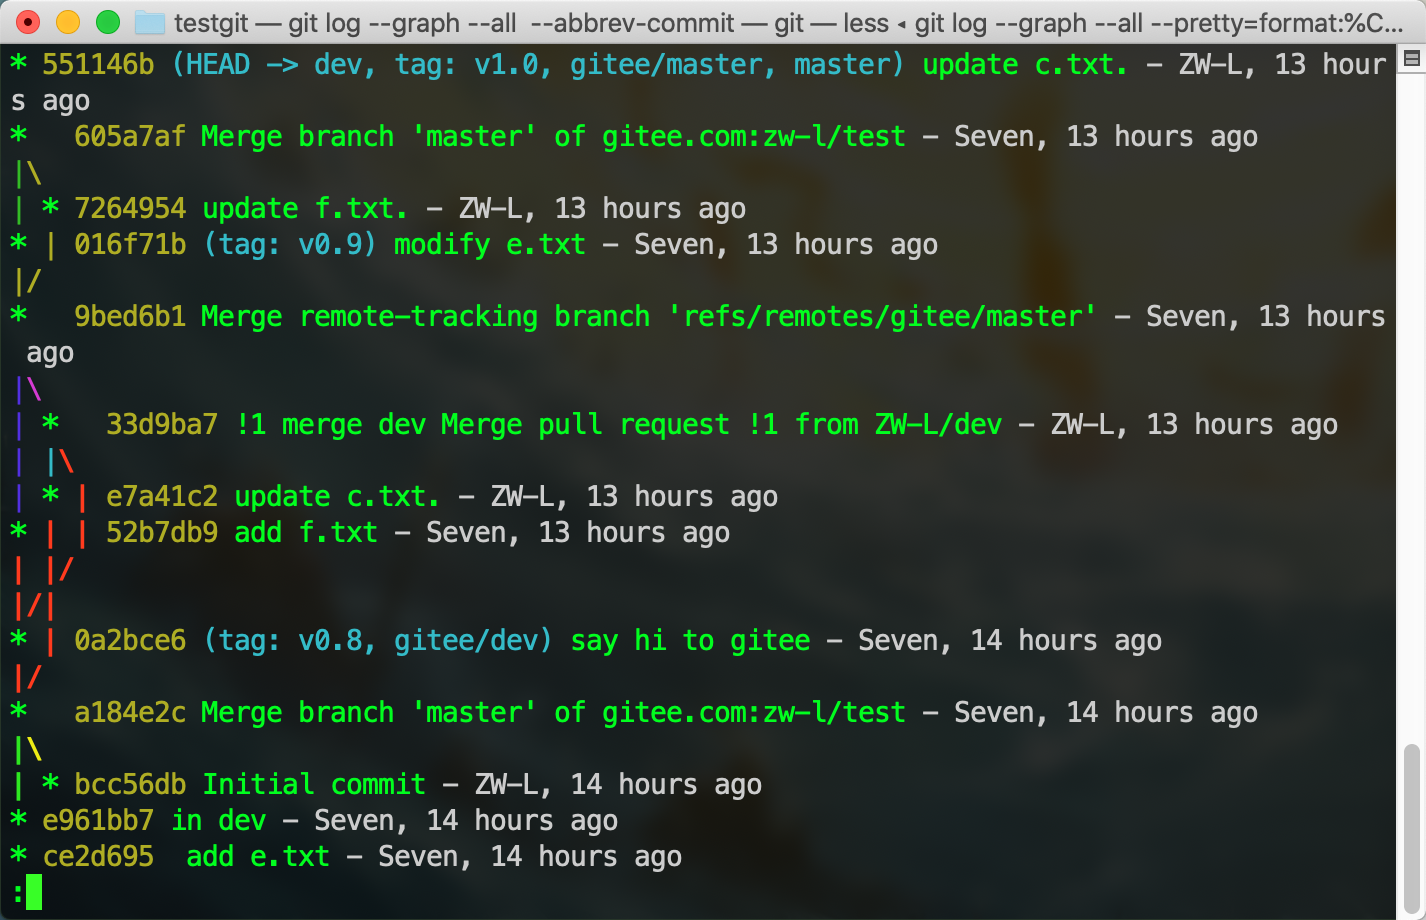 testgit — git log --graph --all  --abbrev-commit — git — less ◂ git log --graph --all --pretty=format:%C...
* 551146b (HEAD -> dev, tag: v1.0, gitee/master, master) update c.txt. - ZW-L, 13 hour
s ago
*   605a7af Merge branch 'master' of gitee.com:zw-l/test - Seven, 13 hours ago
|\
| * 7264954 update f.txt. - ZW-L, 13 hours ago
* | 016f71b (tag: v0.9) modify e.txt - Seven, 13 hours ago
|/
*   9bed6b1 Merge remote-tracking branch 'refs/remotes/gitee/master' - Seven, 13 hours
 ago
|\
| *   33d9ba7 !1 merge dev Merge pull request !1 from ZW-L/dev - ZW-L, 13 hours ago
| |\
| * | e7a41c2 update c.txt. - ZW-L, 13 hours ago
* | | 52b7db9 add f.txt - Seven, 13 hours ago
| |/
|/|
* | 0a2bce6 (tag: v0.8, gitee/dev) say hi to gitee - Seven, 14 hours ago
|/
*   a184e2c Merge branch 'master' of gitee.com:zw-l/test - Seven, 14 hours ago
|\
| * bcc56db Initial commit - ZW-L, 14 hours ago
* e961bb7 in dev - Seven, 14 hours ago
* ce2d695  add e.txt - Seven, 14 hours ago
: